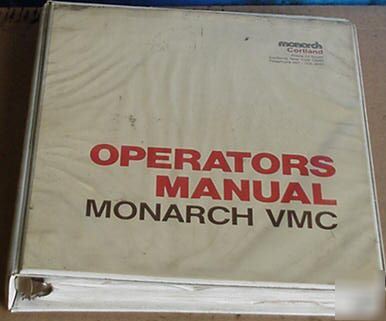 monarch
Cortland
OPERATORS
MANUAL
MONARCH VMC